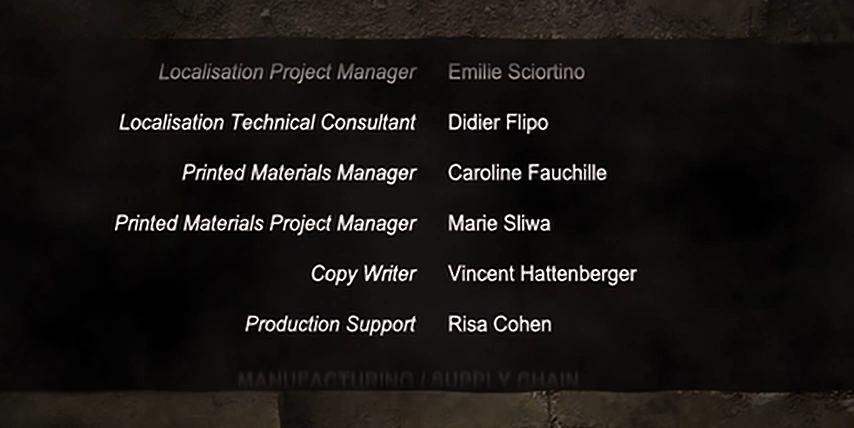 Localisation Project Manager Emilie Sciortino
Localisation Technical Consultant Didier Flipo
Printed Materials Manager Caroline Fauchille
Printed Materials Project Manager Marie Sliwa
Copy Writer Vincent Hattenberger
Production Support Risa Cohen
MANUFACTURING / SUPPLY CHAIN